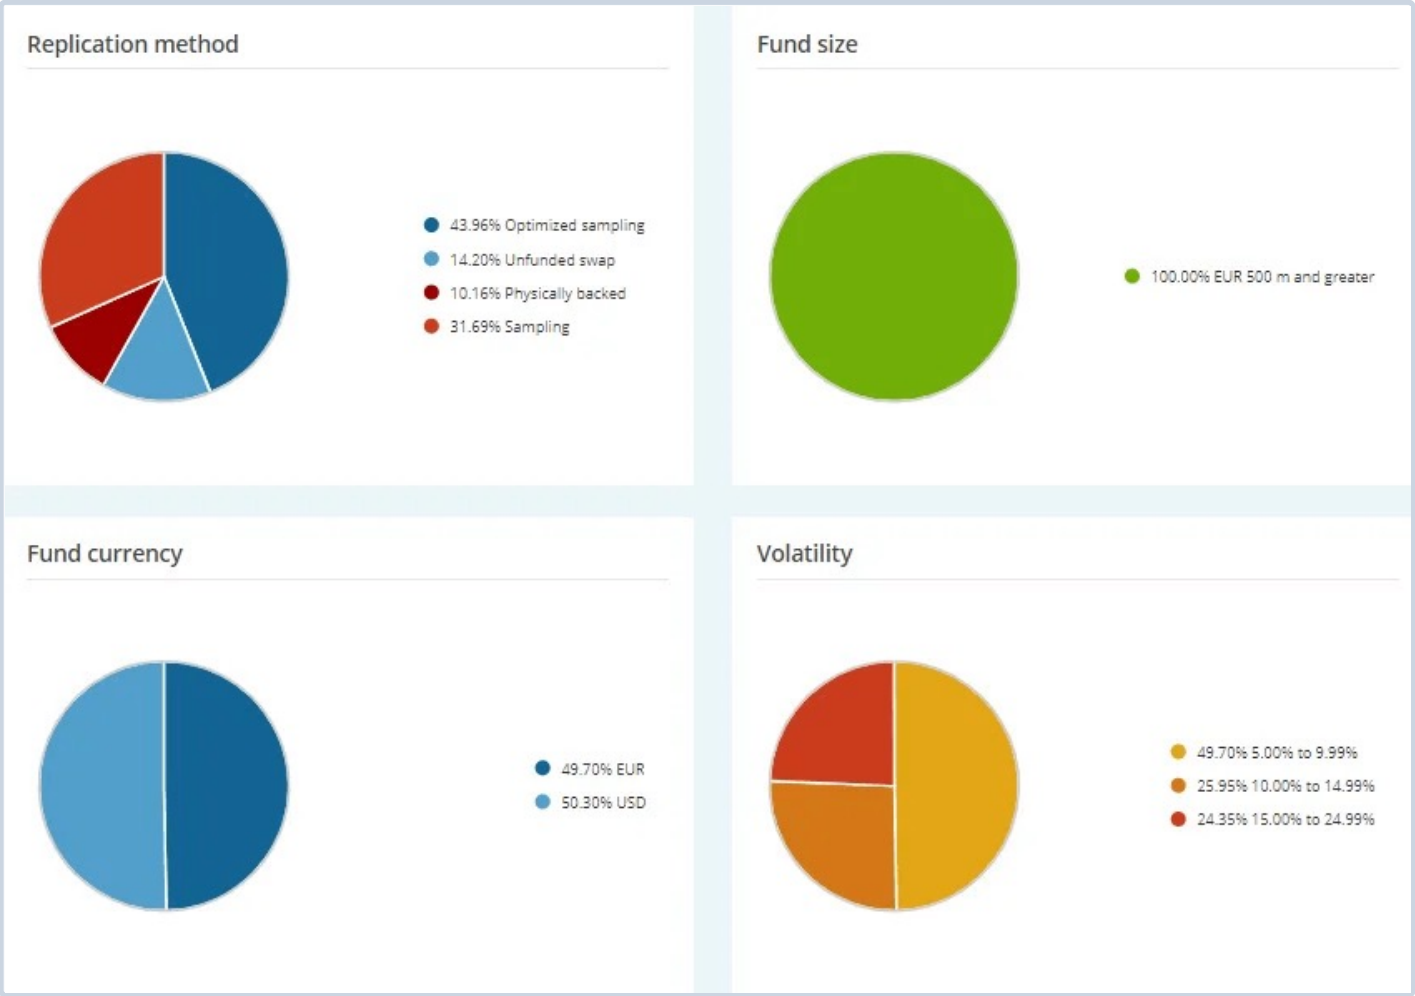 Replication method
43.96% Optimized sampling
14.20% Unfunded swap
10.16% Physically backed
31.69% Sampling
Fund size
100.00% EUR 500 m and greater
Fund currency
49.70% EUR
50.30% USD
Volatility
49.70% 5.00% to 9.99%
25.95% 10.00% to 14.99%
24.35% 15.00% to 24.99%